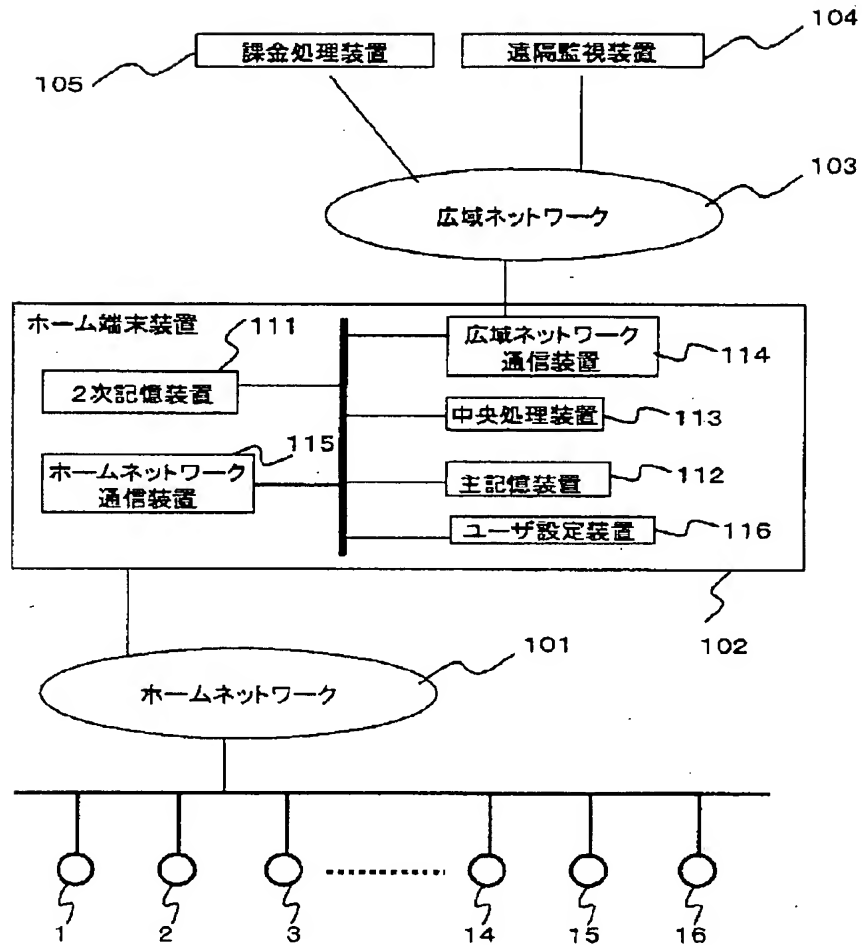 104
課金処理装置
遠隔監視装置
105
103
広域ネットワーク
ホーム端末装置
111
広域ネットワーク
通信装置
114
2次記憶装置
中央処理装置
113
115
ホームネットワーク
通信装置
主記憶装置
112
ユーザ設定装置
116
102
101
ホームネットワーク
1
2
3
14
15
16